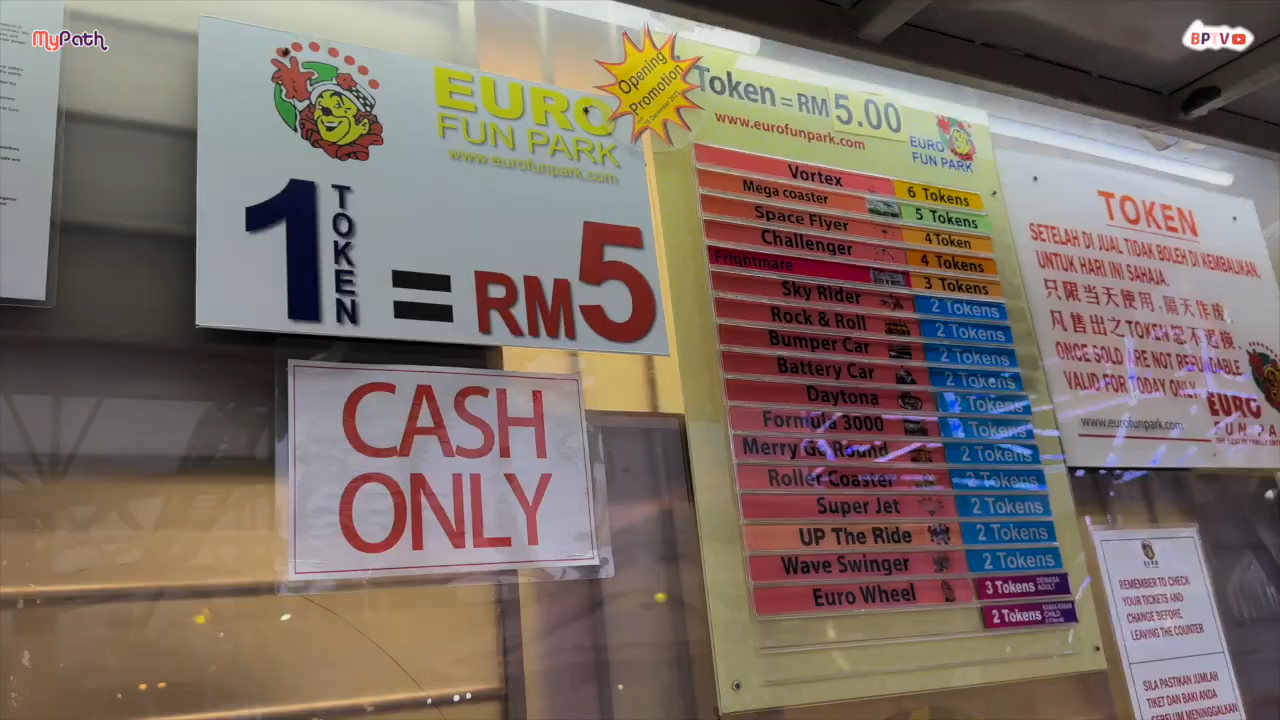 MyPath
BPTV
EURO
FUN PARK
www.eurofunpark.com
1 TOKEN = RM5
CASH
ONLY
Opening
Promotion
Token = RM 5.00
www.eurofunpark.com
EURO
FUN PARK
Vortex 6 Tokens
Mega coaster 5 Tokens
Space Flyer 4 Token
Challenger 4 Tokens
Frightmare 3 Tokens
Sky Rider 2 Tokens
Rock & Roll 2 Tokens
Bumper Car 2 Tokens
Battery Car 2 Tokens
Daytona 2 Tokens
Formula 3000 2 Tokens
Merry Go Round 2 Tokens
Roller Coaster 2 Tokens
Super Jet 2 Tokens
UP The Ride 2 Tokens
Wave Swinger 2 Tokens
Euro Wheel 3 Tokens DEWASA ADULT
2 Tokens KANAK-KANAK CHILD
TOKEN
SETELAH DI JUAL TIDAK BOLEH DI KEMBALIKAN.
UNTUK HARI INI SAHAJA.
只限当天使用,隔天作废
凡售出之TOKEN恕不退换
ONCE SOLD ARE NOT REFUNDABLE
VALID FOR TODAY ONLY
www.eurofunpark.com
EURO
FUN PA
EURO
REMEMBER TO CHECK
YOUR TICKETS AND
CHANGE BEFORE
LEAVING THE COUNTER
SILA PASTIKAN JUMLAH
TIKET DAN BAKI ANDA
SEBELUM MENINGGALKAN